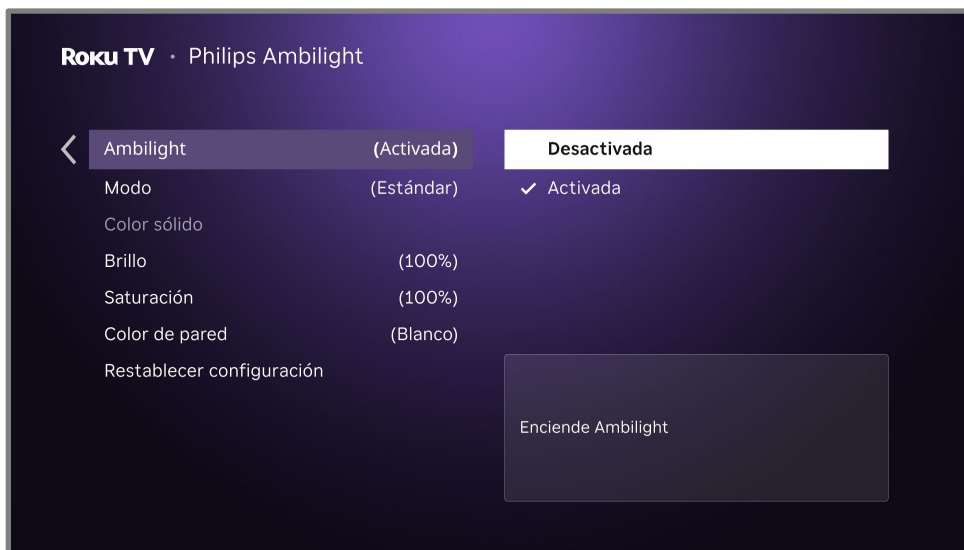 Roku TV · Philips Ambilight
Ambilight (Activada)
Modo (Estándar)
Color sólido
Brillo (100%)
Saturación (100%)
Color de pared (Blanco)
Restablecer configuración
Desactivada
✓ Activada
Enciende Ambilight